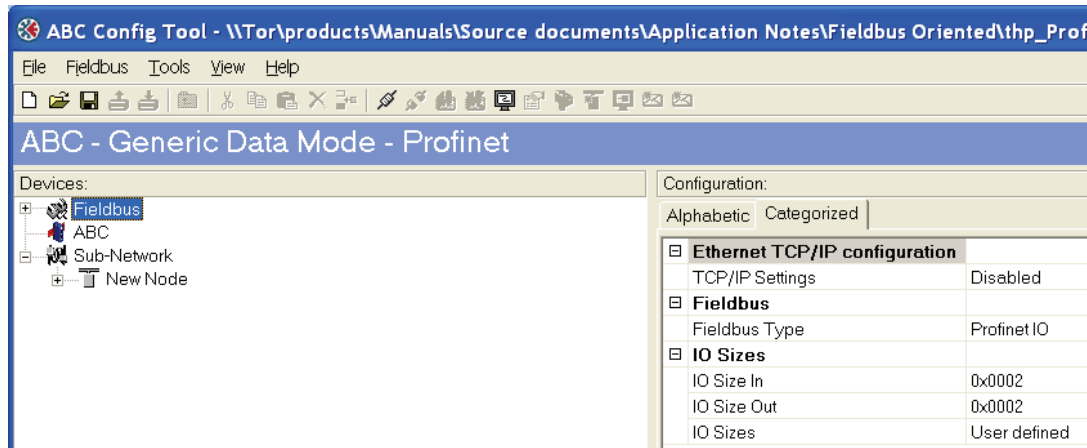 ABC Config Tool - \\Tor\products\Manuals\Source documents\Application Notes\Fieldbus Oriented\thp_Prof
File Fieldbus Tools View Help
ABC - Generic Data Mode - Profinet
Devices:
Fieldbus
ABC
Sub-Network
New Node
Configuration:
Alphabetic Categorized
Ethernet TCP/IP configuration
TCP/IP Settings Disabled
Fieldbus
Fieldbus Type Profinet IO
IO Sizes
IO Size In 0x0002
IO Size Out 0x0002
IO Sizes User defined